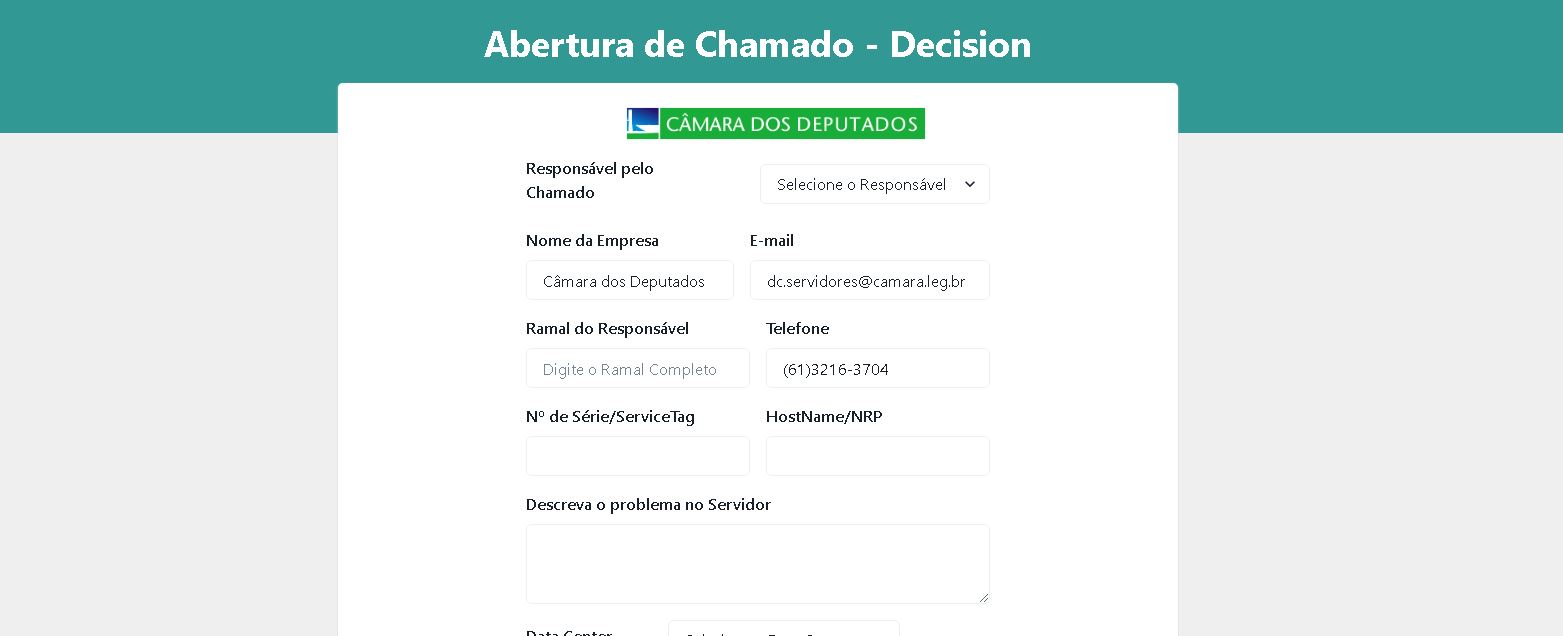 Abertura de Chamado - Decision
CÂMARA DOS DEPUTADOS
Responsável pelo
Chamado
Selecione o Responsável
Nome da Empresa
E-mail
Câmara dos Deputados
dc.servidores@camara.leg.br
Ramal do Responsável
Telefone
Digite o Ramal Completo
(61)3216-3704
Nº de Série/ServiceTag
HostName/NRP
Descreva o problema no Servidor
Data Center